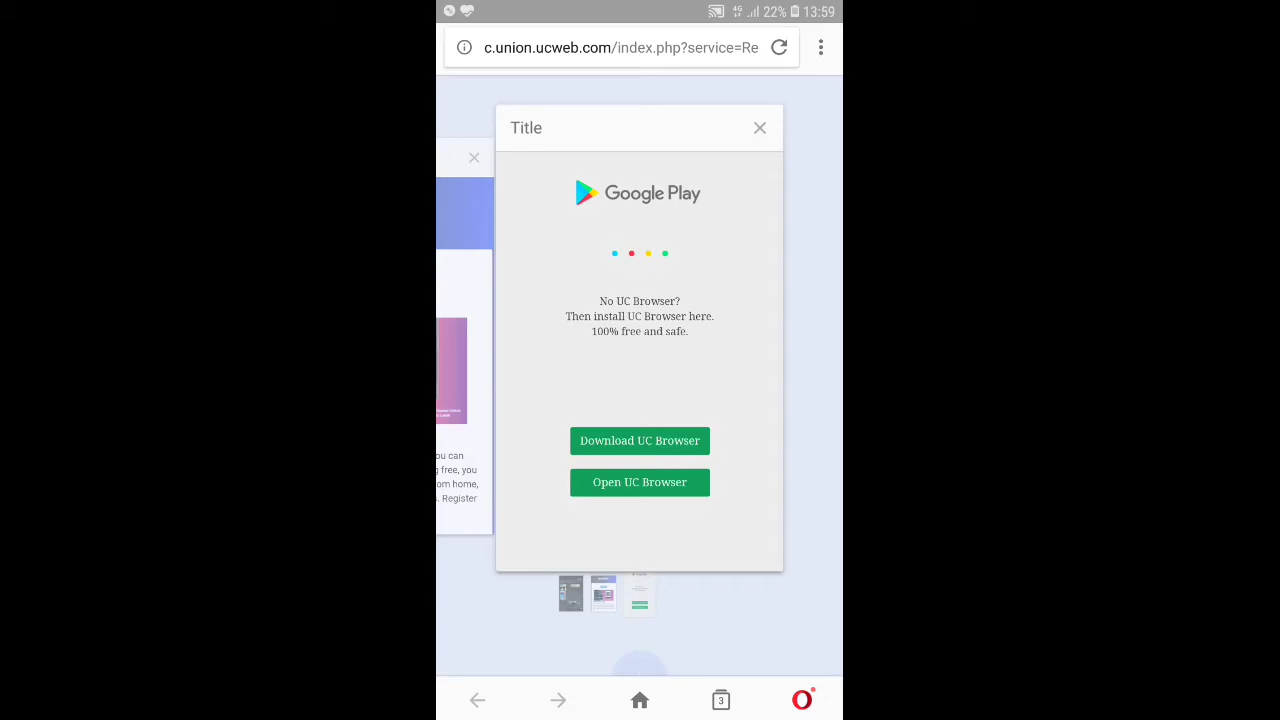 4G 22% 13:59
c.union.ucweb.com/index.php?service=Re
Title
Google Play
No UC Browser?
Then install UC Browser here.
100% free and safe.
Download UC Browser
Open UC Browser
ou can
g free, you
om home,
s. Register
3